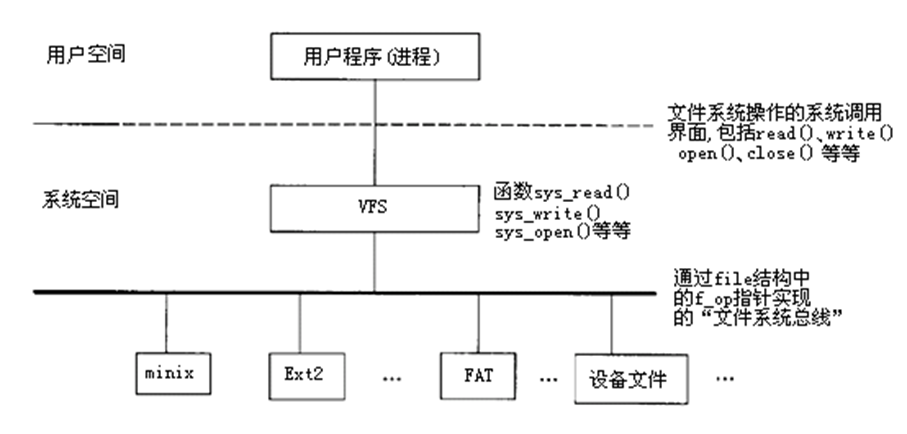 用户空间
用户程序(进程)
文件系统操作的系统调用
界面,包括read()、write()
open()、close()等等
系统空间
VFS
函数sys_read()
sys_write()
sys_open()等等
通过file结构中
的f_op指针实现
的“文件系统总线”
minix
Ext2
…
FAT
…
设备文件
…